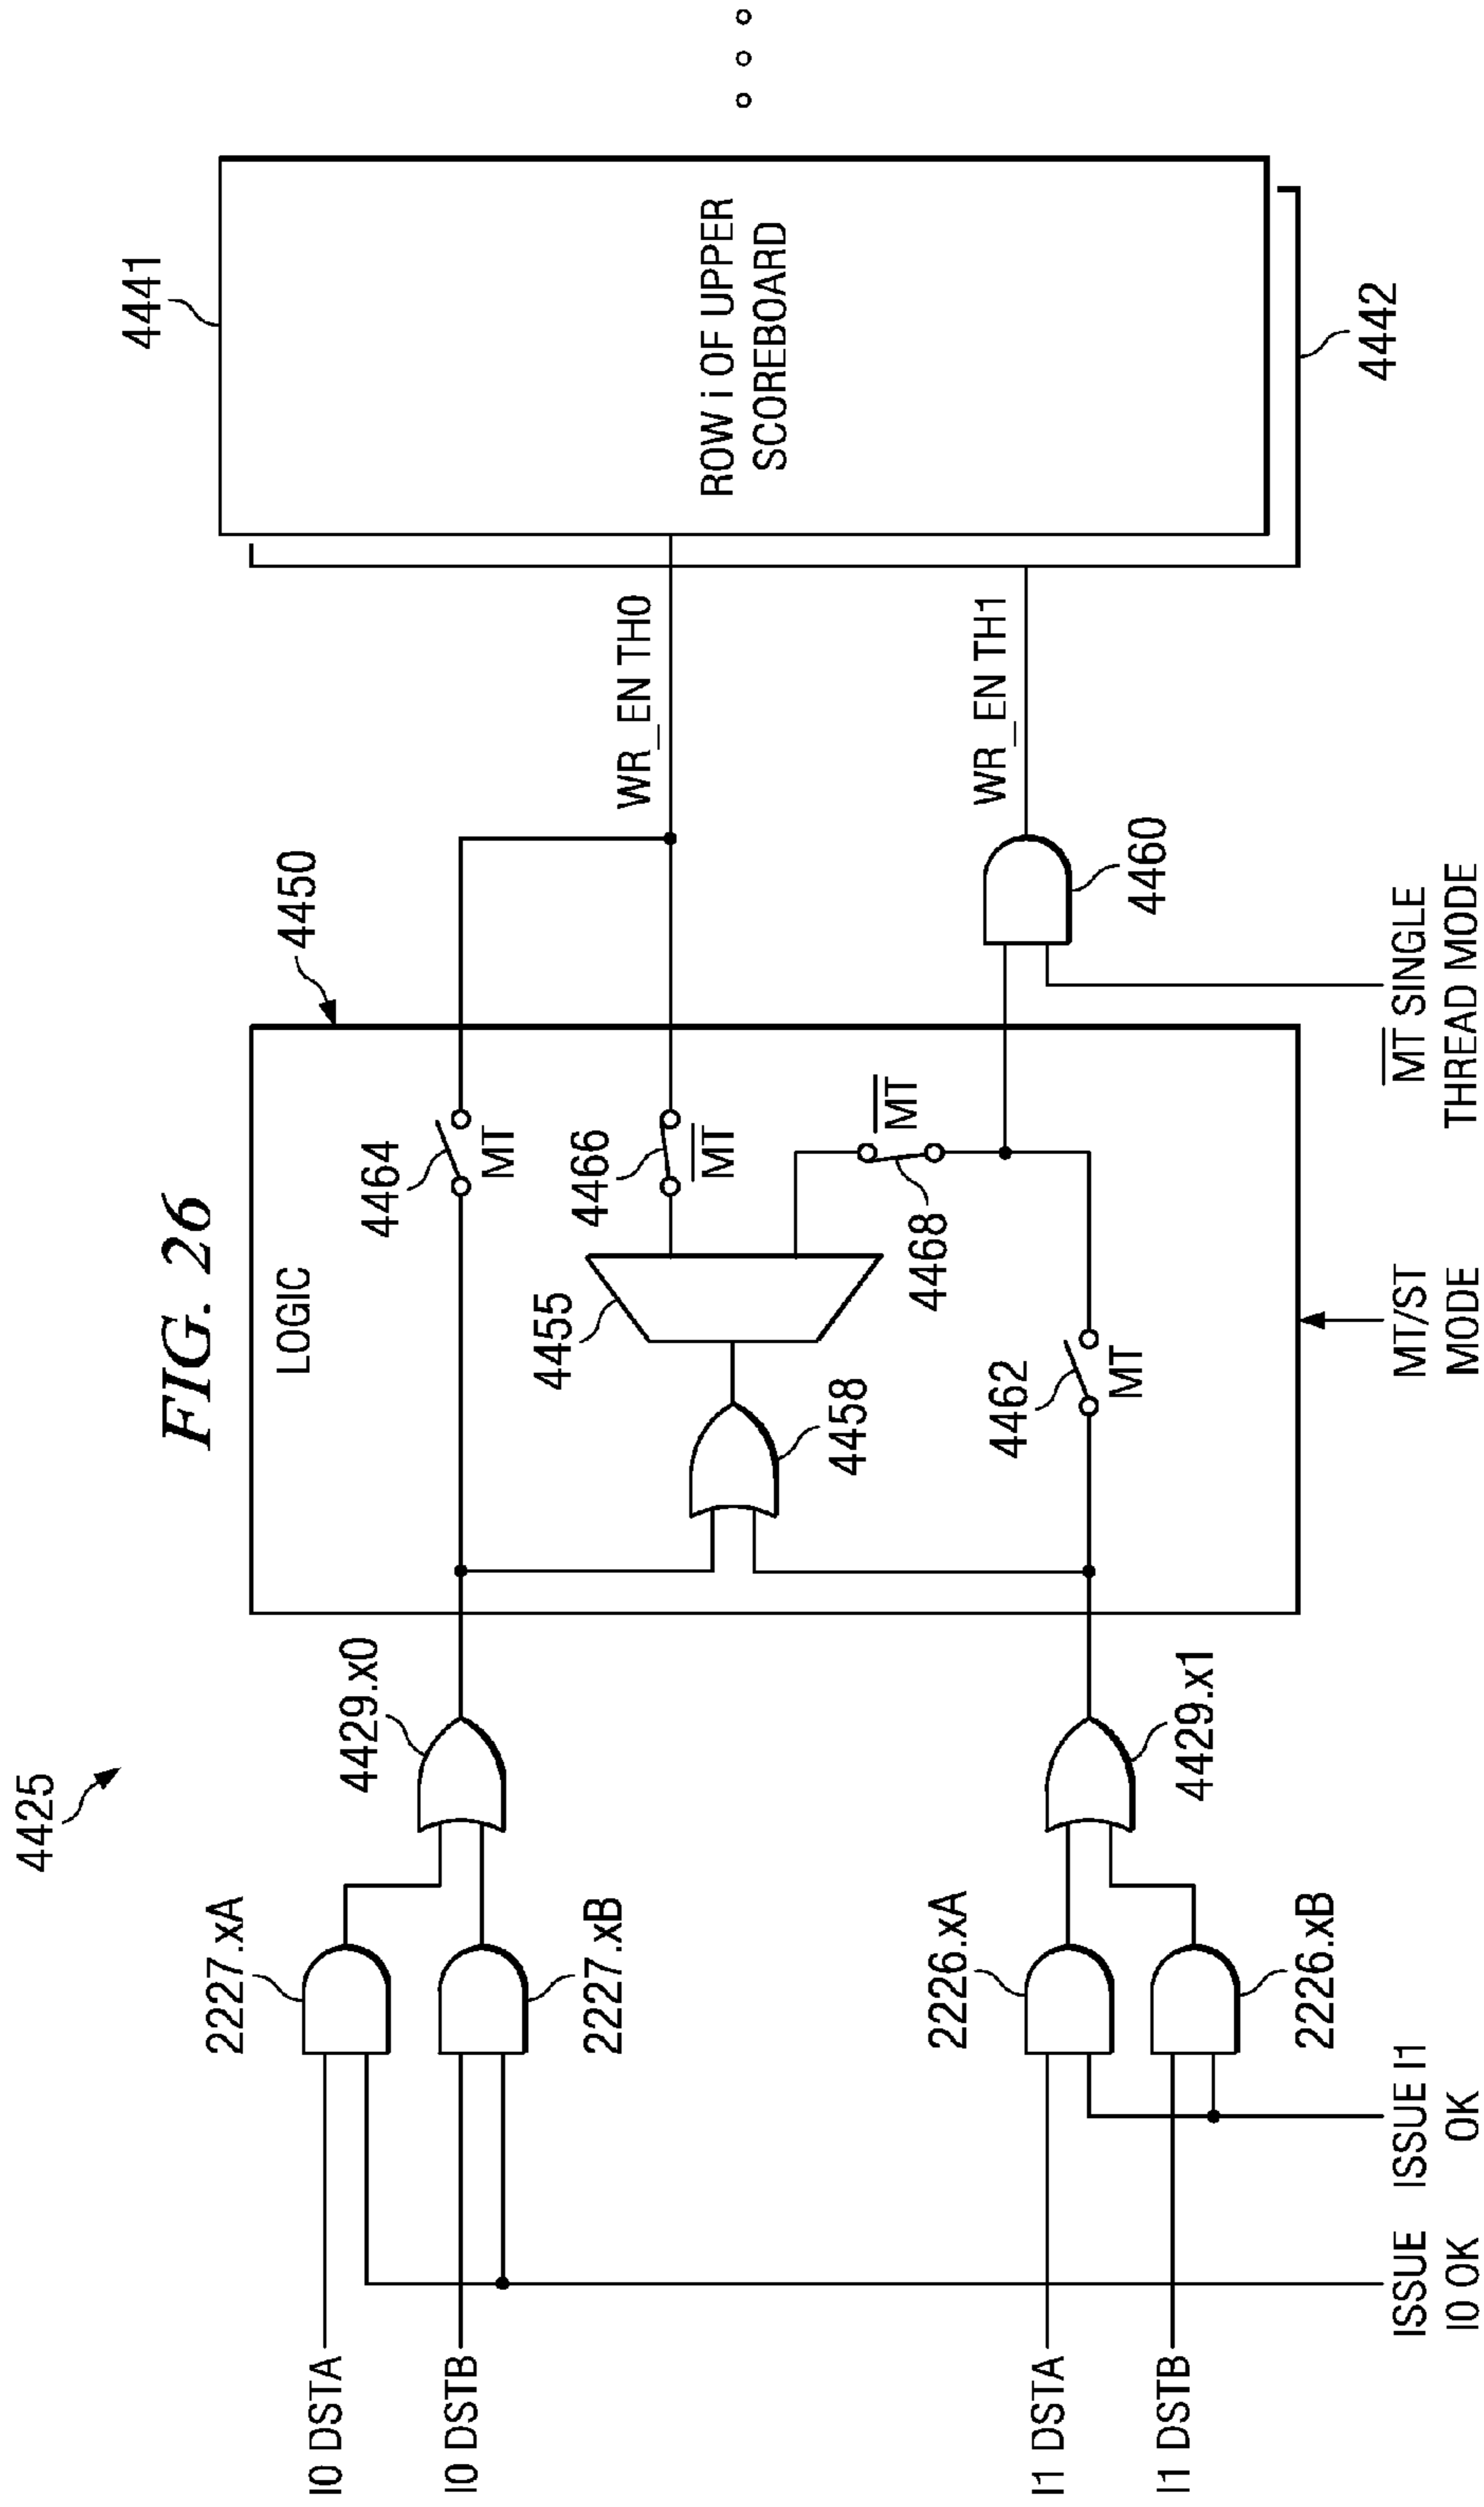 FIG. 26
4425
4450
4441
LOGIC
4464
MT
4466
MT
4455
4458
4468
MT
4462
MT
4460
4442
WR_EN TH0
WR_EN TH1
ROW i OF UPPER
SCOREBOARD
2227.xA
2227.xB
4429.x0
2226.xA
2226.xB
4429.x1
I0 DSTA
I0 DSTB
I1 DSTA
I1 DSTB
ISSUE
I0 OK
ISSUE I1
OK
MT/ST
MODE
MT SINGLE
THREAD MODE